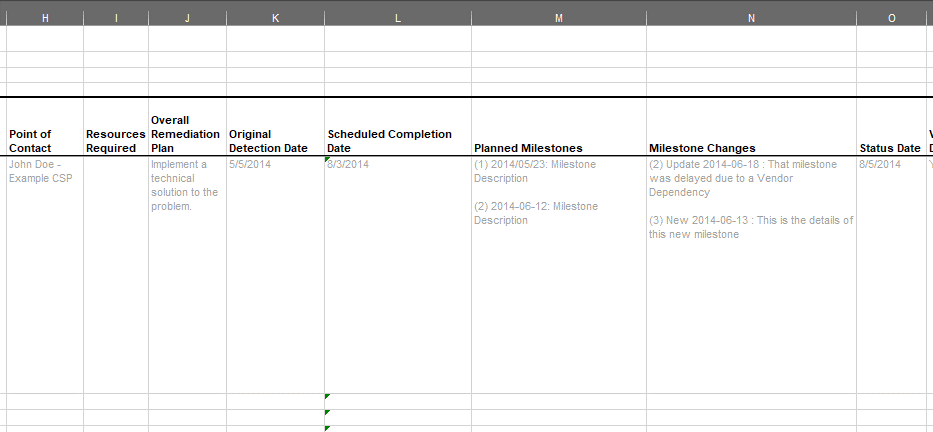 H I J K L M N O
Overall
Point of Resources Remediation Original Scheduled Completion
Contact Required Plan Detection Date Date Planned Milestones Milestone Changes Status Date
John Doe - Implement a 5/5/2014 8/3/2014 (1) 2014/05/23: Milestone (2) Update 2014-06-18 : That milestone 8/5/2014
Example CSP technical Description was delayed due to a Vendor
solution to the Dependency
problem. (2) 2014-06-12: Milestone
Description (3) New 2014-06-13 : This is the details of
this new milestone